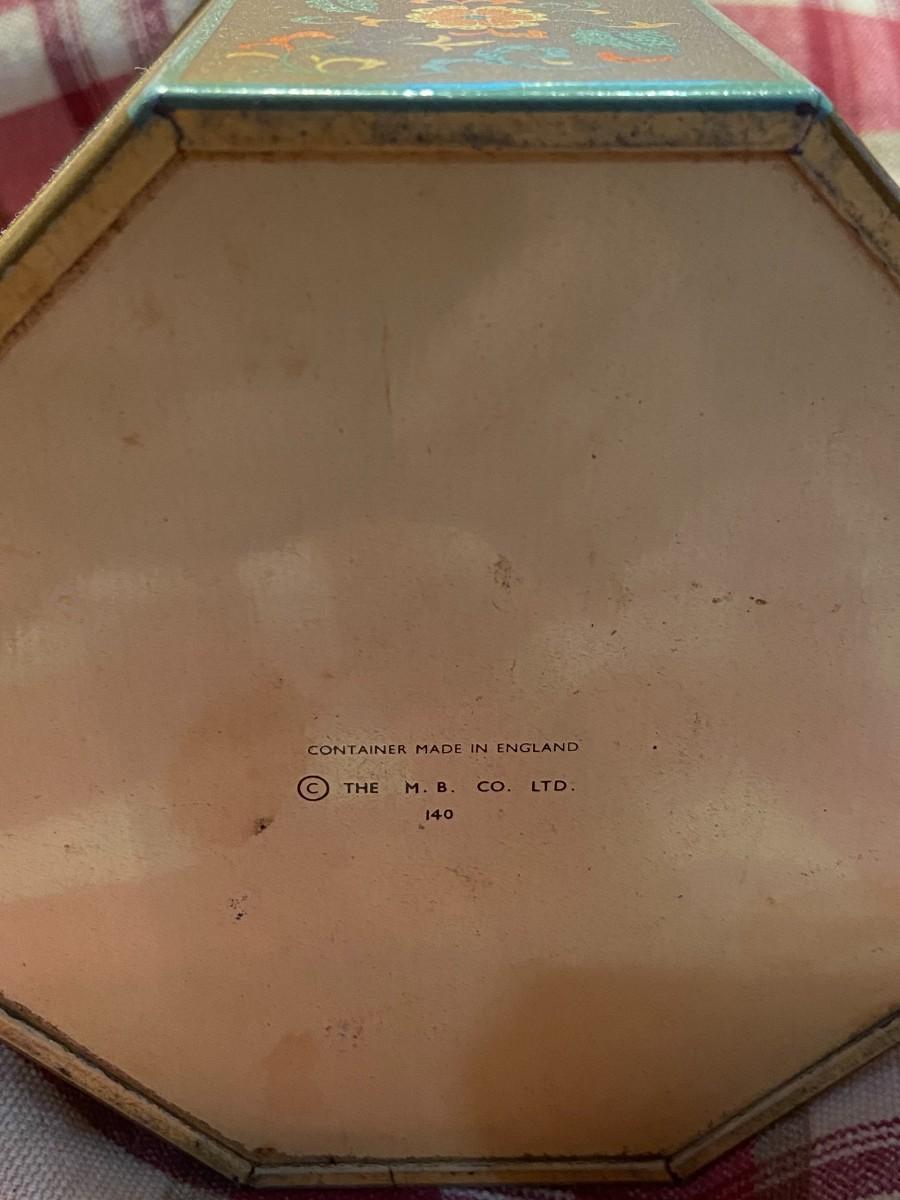 CONTAINER MADE IN ENGLAND
© THE M. B. CO. LTD.
140